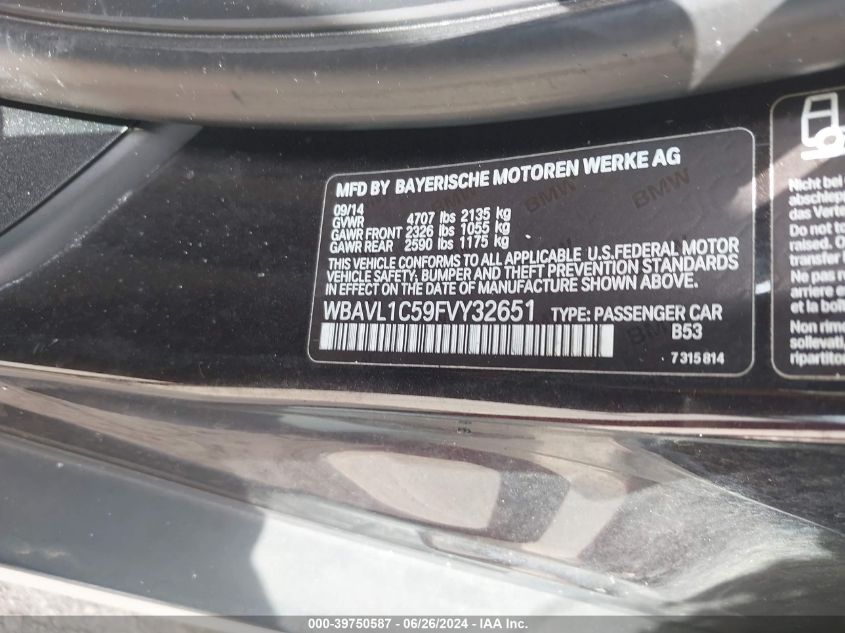 MFD BY BAYERISCHE MOTOREN WERKE AG
09/14
GVWR 4707 lbs 2135 kg
GAWR FRONT 2326 lbs 1055 kg
GAWR REAR 2590 lbs 1175 kg
THIS VEHICLE CONFORMS TO ALL APPLICABLE U.S.FEDERAL MOTOR
VEHICLE SAFETY, BUMPER AND THEFT PREVENTION STANDARDS
IN EFFECT ON THE DATE OF MANUFACTURE SHOWN ABOVE.
WBAVL1C59FVY32651 TYPE: PASSENGER CAR
B53
7 315 814
Nicht bei
abschlep
das Verte
Do not to
raised. O
transfer
Ne pas r
arriere e
et la boît
Non rime
sollevat
ripartito
000-39750587 - 06/26/2024 - IAA Inc.